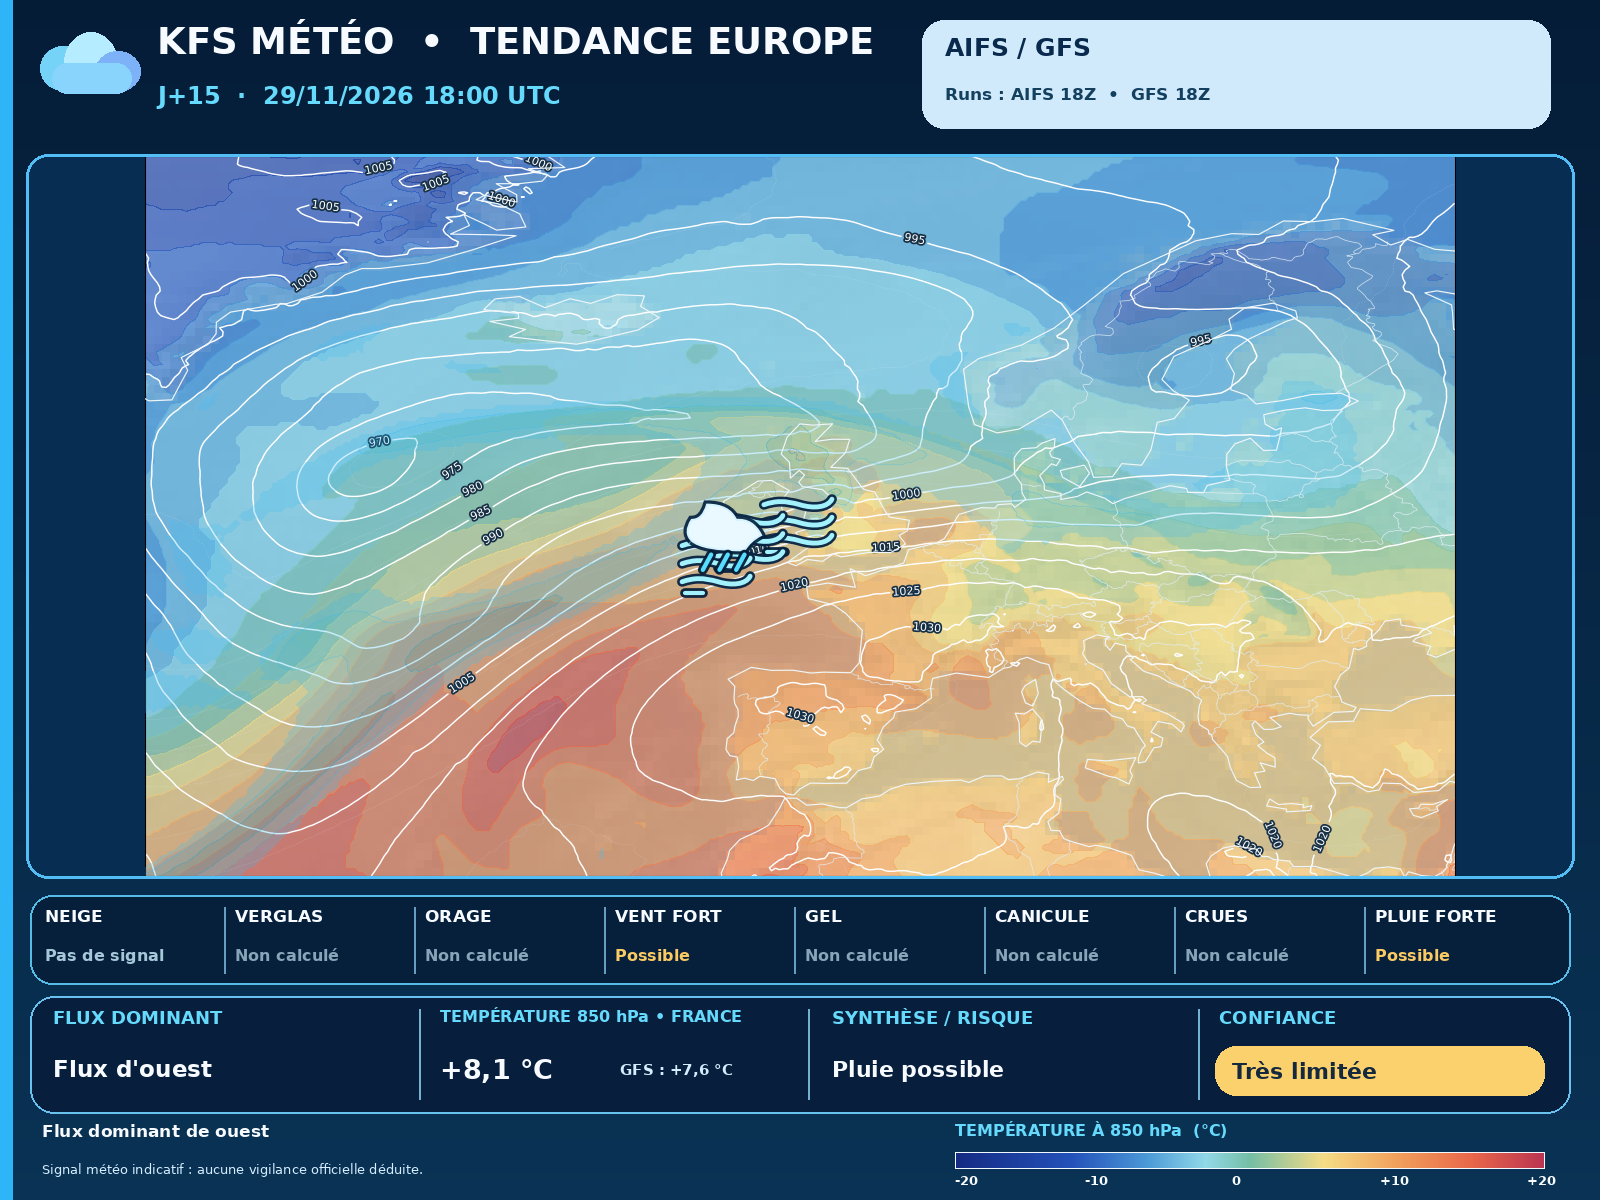 KFS MÉTÉO • TENDANCE EUROPE
J+15 · 29/11/2026 18:00 UTC
AIFS / GFS
Runs : AIFS 18Z • GFS 18Z
1005
1005
1000
1000
1005
1000
995
995
970
975
980
985
990
1000
1015
1020
1025
1030
1005
1030
1020
1020
1020
NEIGE
Pas de signal
VERGLAS
Non calculé
ORAGE
Non calculé
VENT FORT
Possible
GEL
Non calculé
CANICULE
Non calculé
CRUES
Non calculé
PLUIE FORTE
Possible
FLUX DOMINANT
Flux d'ouest
TEMPÉRATURE 850 hPa • FRANCE
+8,1 °C GFS : +7,6 °C
SYNTHÈSE / RISQUE
Pluie possible
CONFIANCE
Très limitée
Flux dominant de ouest
Signal météo indicatif : aucune vigilance officielle déduite.
TEMPÉRATURE À 850 hPa (°C)
-20 -10 0 +10 +20